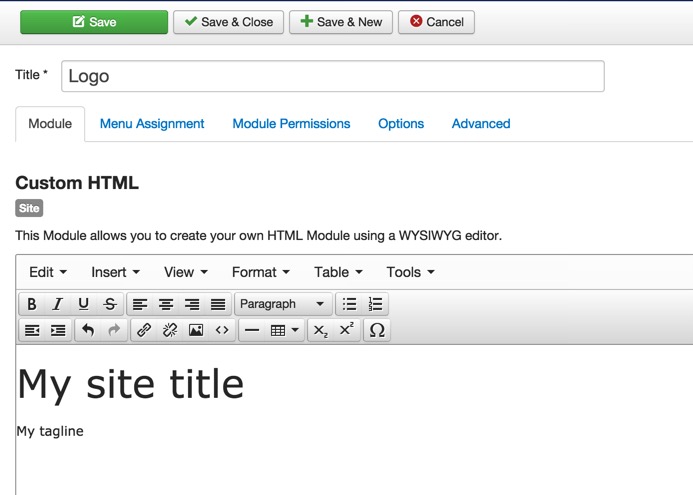 Save Save & Close Save & New Cancel
Title * Logo
Module Menu Assignment Module Permissions Options Advanced
Custom HTML
Site
This Module allows you to create your own HTML Module using a WYSIWYG editor.
Edit Insert View Format Table Tools
B I U S Paragraph
X2 X2 Ω
My site title
My tagline